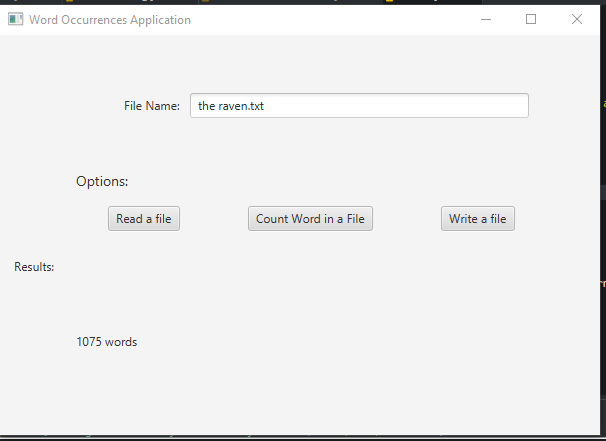 Word Occurrences Application
File Name: the raven.txt
Options:
Read a file Count Word in a File Write a file
Results:
1075 words